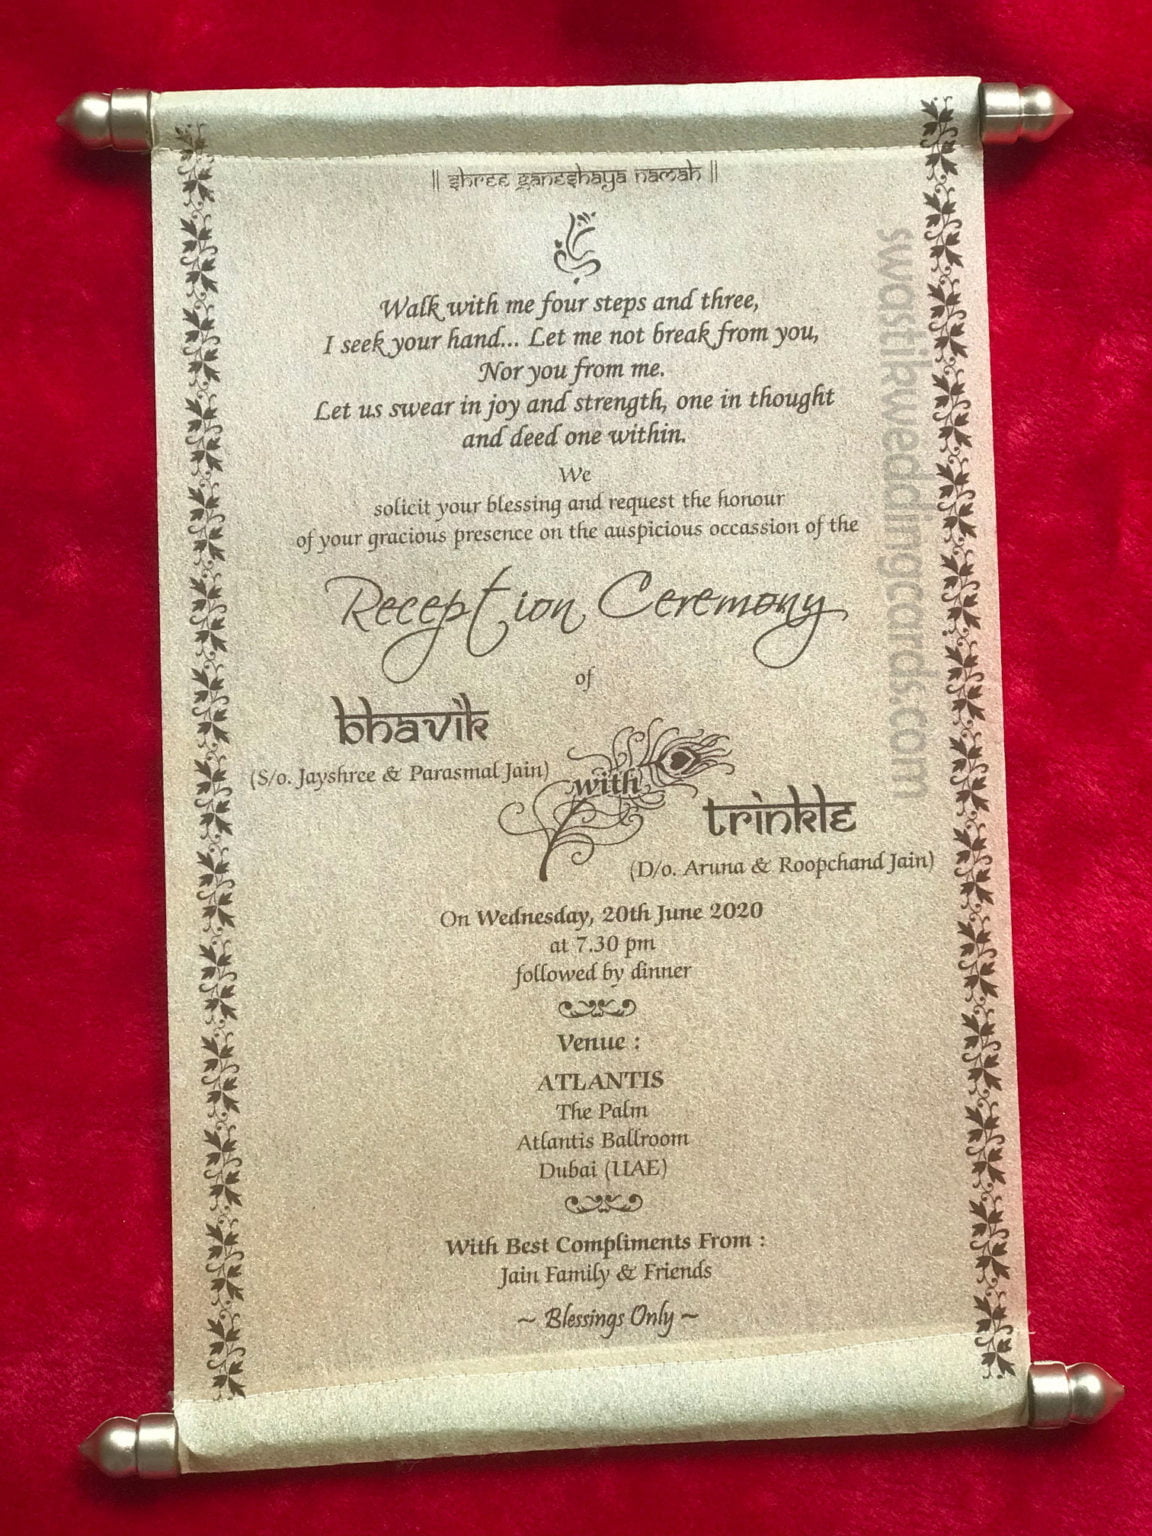 || Shree Ganeshaya Namah ||
Walk with me four steps and three,
I seek your hand... Let me not break from you,
Nor you from me.
Let us swear in joy and strength, one in thought
and deed one within.
We
solicit your blessing and request the honour
of your gracious presence on the auspicious occassion of the
Reception Ceremony
of
Bhavik
(S/o. Jayshree & Parasmal Jain)
with
Trinkle
(D/o. Aruna & Roopchand Jain)
On Wednesday, 20th June 2020
at 7.30 pm
followed by dinner
Venue :
ATLANTIS
The Palm
Atlantis Ballroom
Dubai (UAE)
With Best Compliments From :
Jain Family & Friends
~ Blessings Only ~
swastikweddingcards.com